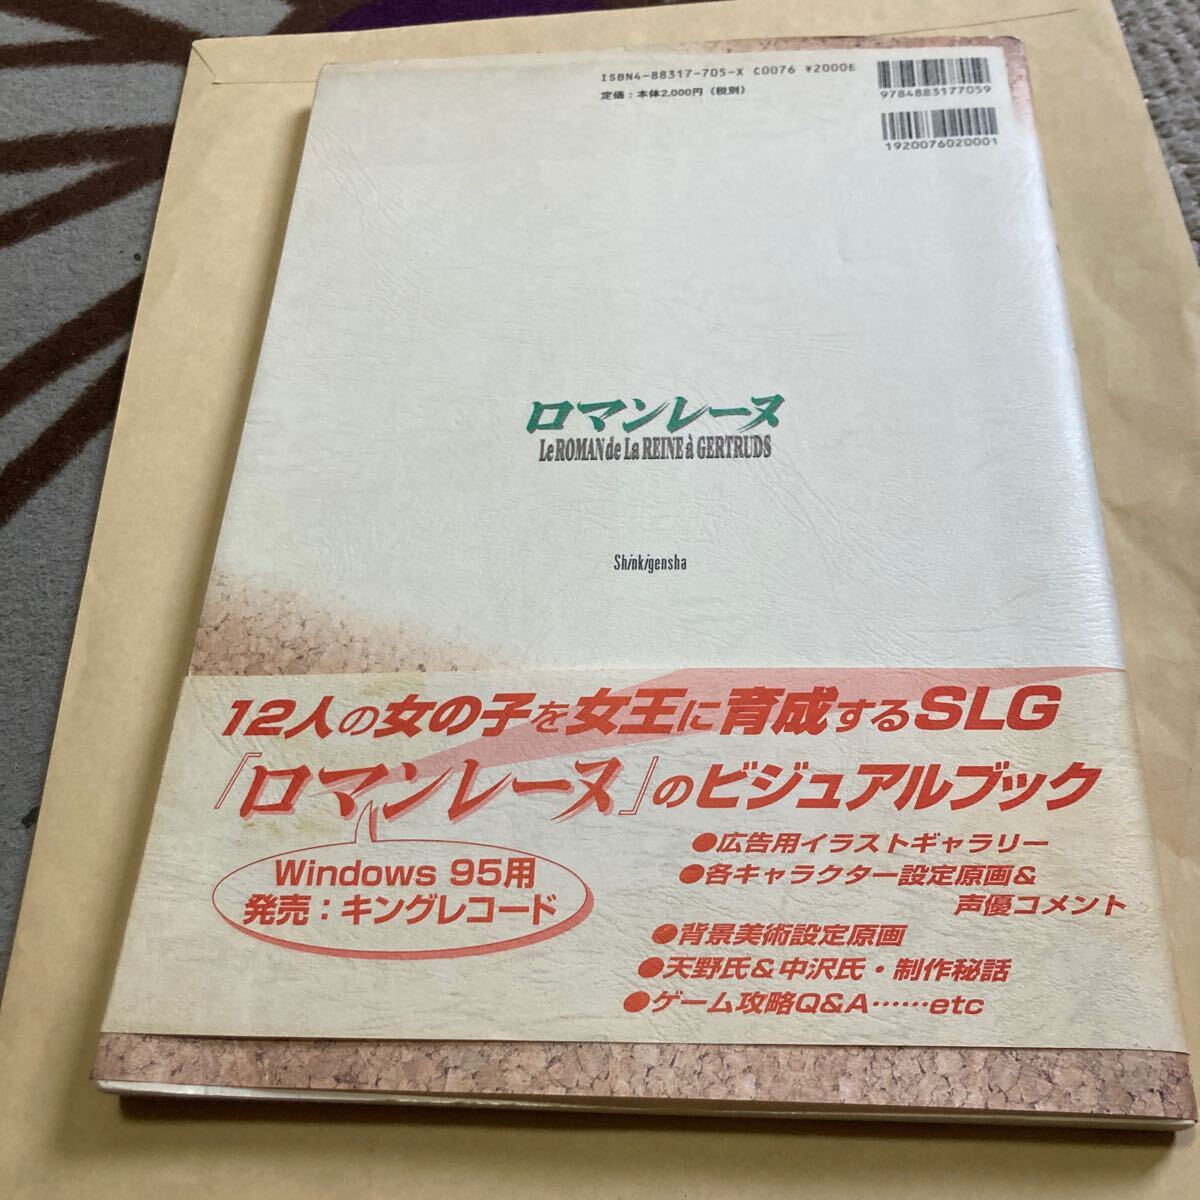 ISBN4-88317-705-X C0076 ¥2000E
定価：本体2,000円（税別）
9784883177059
1920076020001
ロマンレーヌ
Le ROMAN de La REINE à GERTRUDS
Shinkigensha
12人の女の子を女王に育成するSLG
『ロマンレーヌ』のビジュアルブック
Windows 95用
発売：キングレコード
●広告用イラストギャラリー
●各キャラクター設定原画＆
声優コメント
●背景美術設定原画
●天野氏＆中沢氏・制作秘話
●ゲーム攻略Q&A……etc